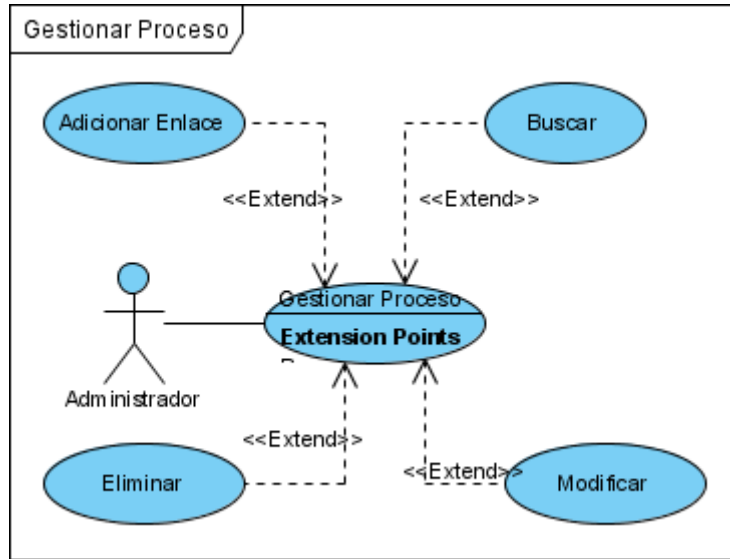 Gestionar Proceso
Adicionar Enlace
Buscar
<<Extend>>
<<Extend>>
Gestionar Proceso
Extension Points
Administrador
<<Extend>>
<<Extend>>
Eliminar
Modificar